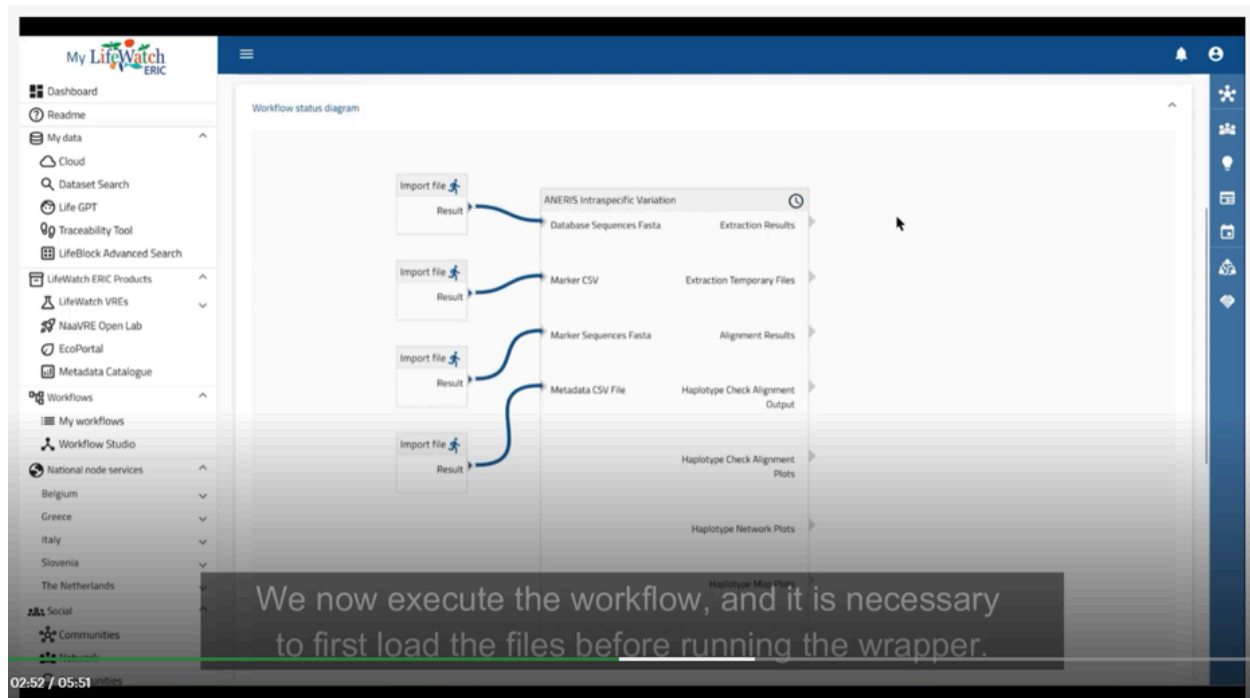 My LifeWatch
ERIC
Dashboard
Readme
My data
Cloud
Dataset Search
Life GPT
Traceability Tool
LifeBlock Advanced Search
LifeWatch ERIC Products
LifeWatch VREs
NaaVRE Open Lab
EcoPortal
Metadata Catalogue
Workflows
My workflows
Workflow Studio
National node services
Belgium
Greece
Italy
Slovenia
The Netherlands
Social
Communities
Network
Workflow status diagram
Import file
Result
Import file
Result
Import file
Result
Import file
Result
ANERIS Intraspecific Variation
Database Sequences Fasta
Extraction Results
Marker CSV
Extraction Temporary Files
Marker Sequences Fasta
Alignment Results
Metadata CSV File
Haplotype Check Alignment
Output
Haplotype Check Alignment
Plots
Haplotype Network Plots
Haplotype Map Plots
We now execute the workflow, and it is necessary
to first load the files before running the wrapper.
02:52 / 05:51